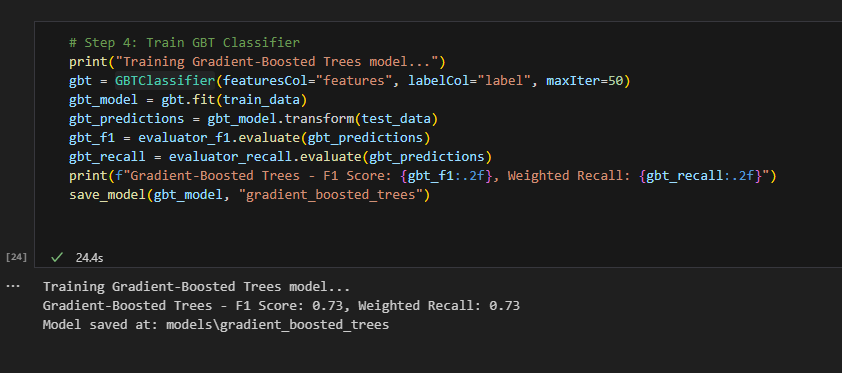 # Step 4: Train GBT Classifier
print("Training Gradient-Boosted Trees model...")
gbt = GBTClassifier(featuresCol="features", labelCol="label", maxIter=50)
gbt_model = gbt.fit(train_data)
gbt_predictions = gbt_model.transform(test_data)
gbt_f1 = evaluator_f1.evaluate(gbt_predictions)
gbt_recall = evaluator_recall.evaluate(gbt_predictions)
print(f"Gradient-Boosted Trees - F1 Score: {gbt_f1:.2f}, Weighted Recall: {gbt_recall:.2f}")
save_model(gbt_model, "gradient_boosted_trees")
[24] ✓ 24.4s
... Training Gradient-Boosted Trees model...
Gradient-Boosted Trees - F1 Score: 0.73, Weighted Recall: 0.73
Model saved at: models\gradient_boosted_trees